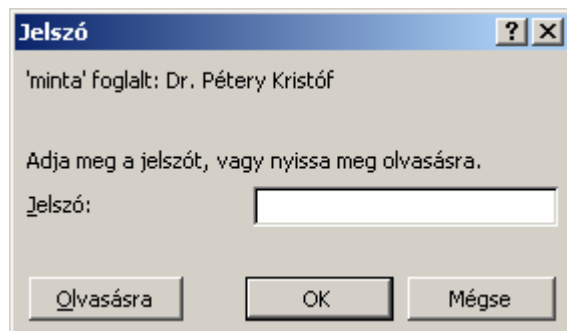 Jelszó
'minta' foglalt: Dr. Pétery Kristóf
Adja meg a jelszót, vagy nyissa meg olvasásra.
Jelszó:
Olvasásra OK Mégse